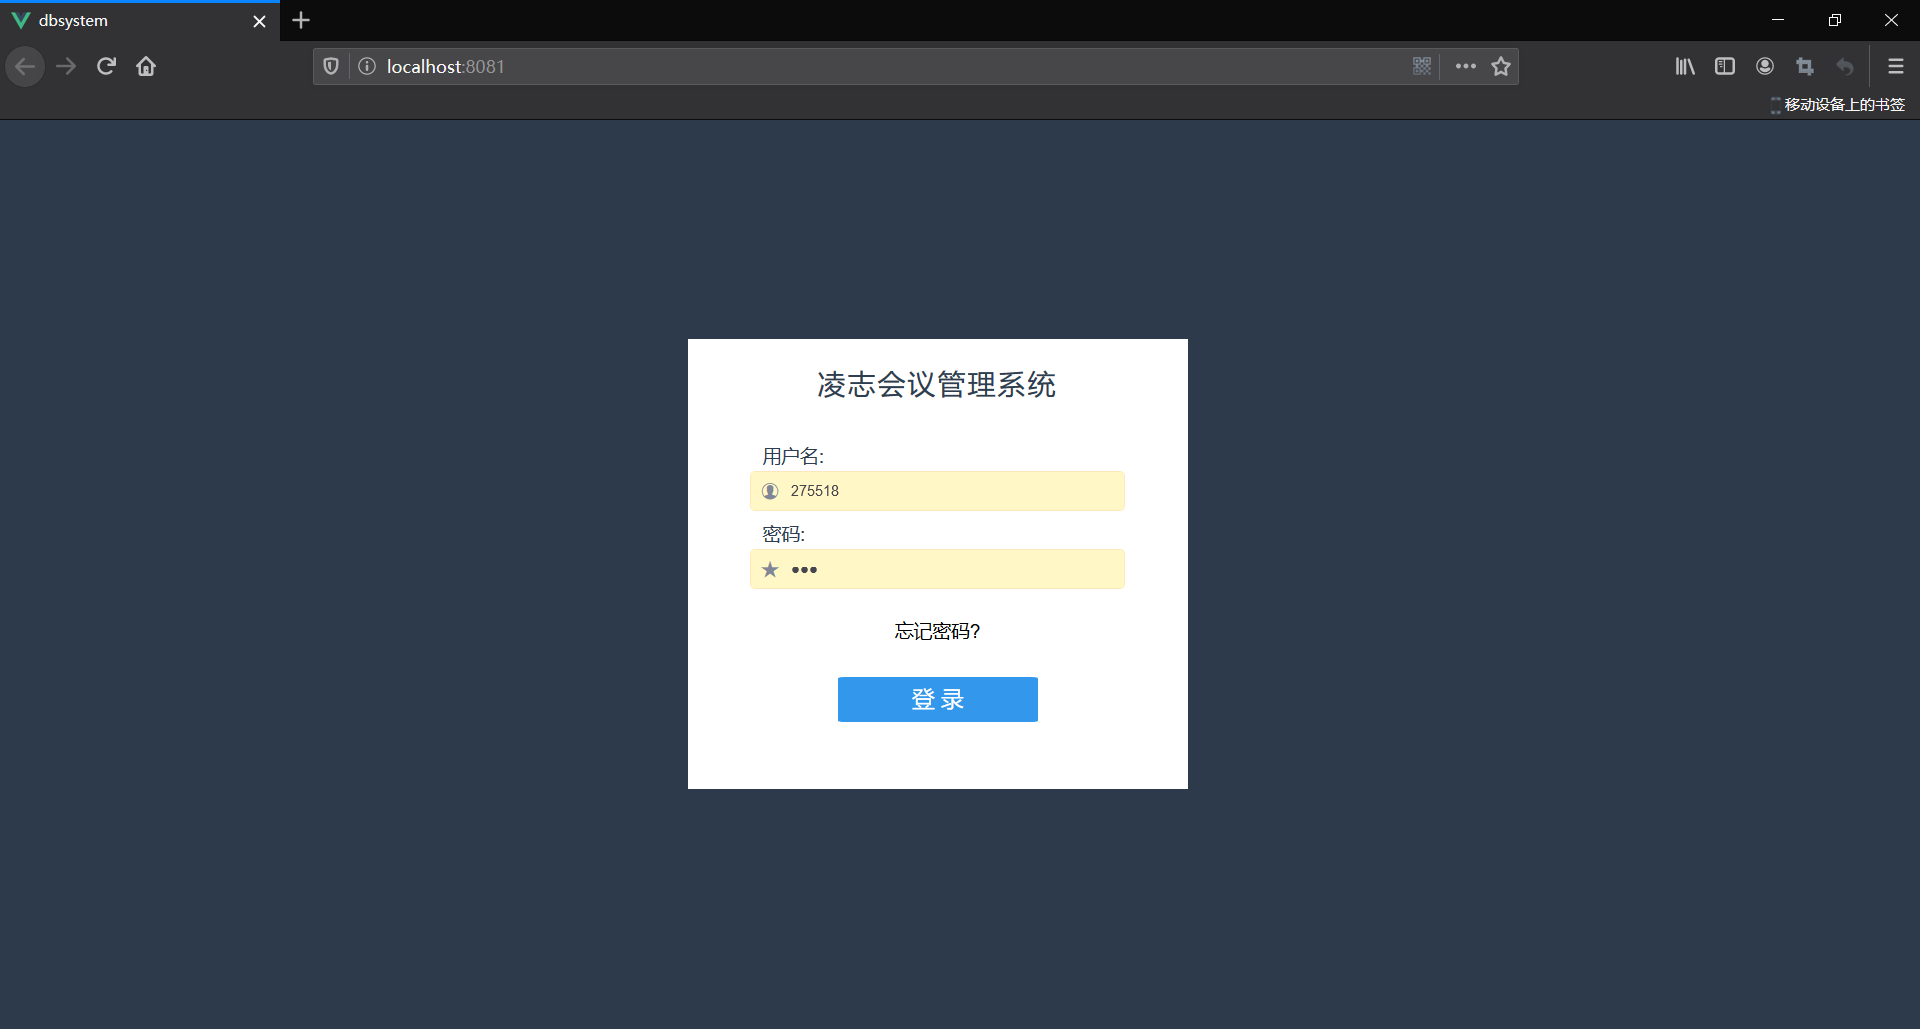 dbsystem
localhost:8081
移动设备上的书签
凌志会议管理系统
用户名:
275518
密码:
•••
忘记密码?
登 录